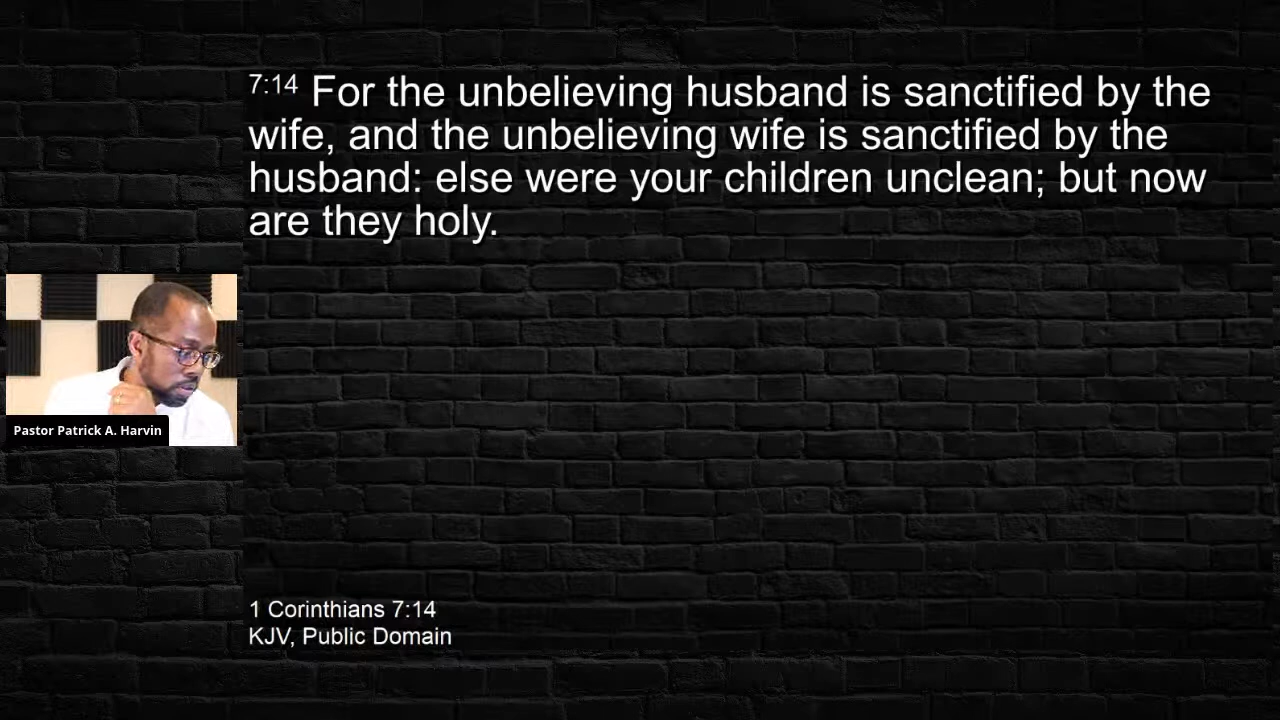 7:14 For the unbelieving husband is sanctified by the
wife, and the unbelieving wife is sanctified by the
husband: else were your children unclean; but now
are they holy.
Pastor Patrick A. Harvin
1 Corinthians 7:14
KJV, Public Domain